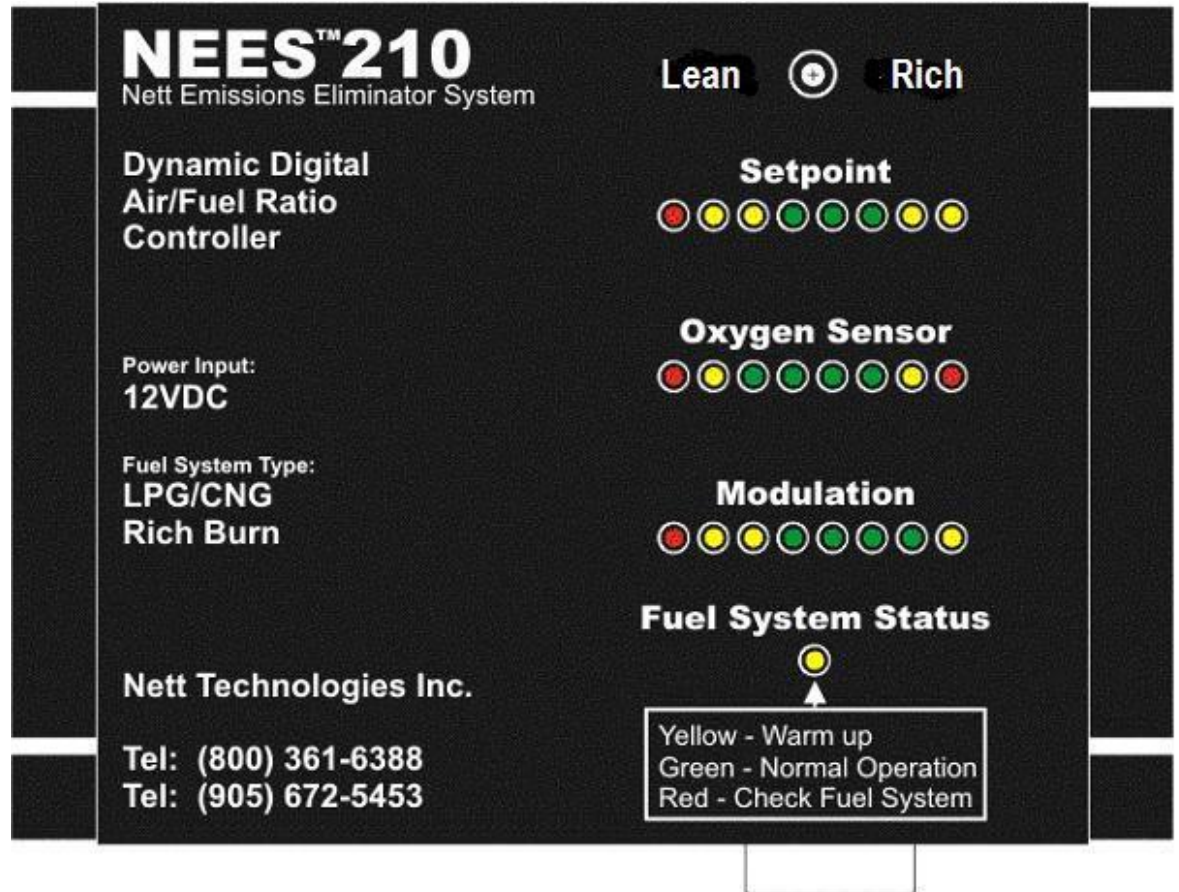 NEES™210
Nett Emissions Eliminator System
Dynamic Digital
Air/Fuel Ratio
Controller
Power Input:
12VDC
Fuel System Type:
LPG/CNG
Rich Burn
Nett Technologies Inc.
Tel: (800) 361-6388
Tel: (905) 672-5453
Lean Rich
Setpoint
Oxygen Sensor
Modulation
Fuel System Status
Yellow - Warm up
Green - Normal Operation
Red - Check Fuel System